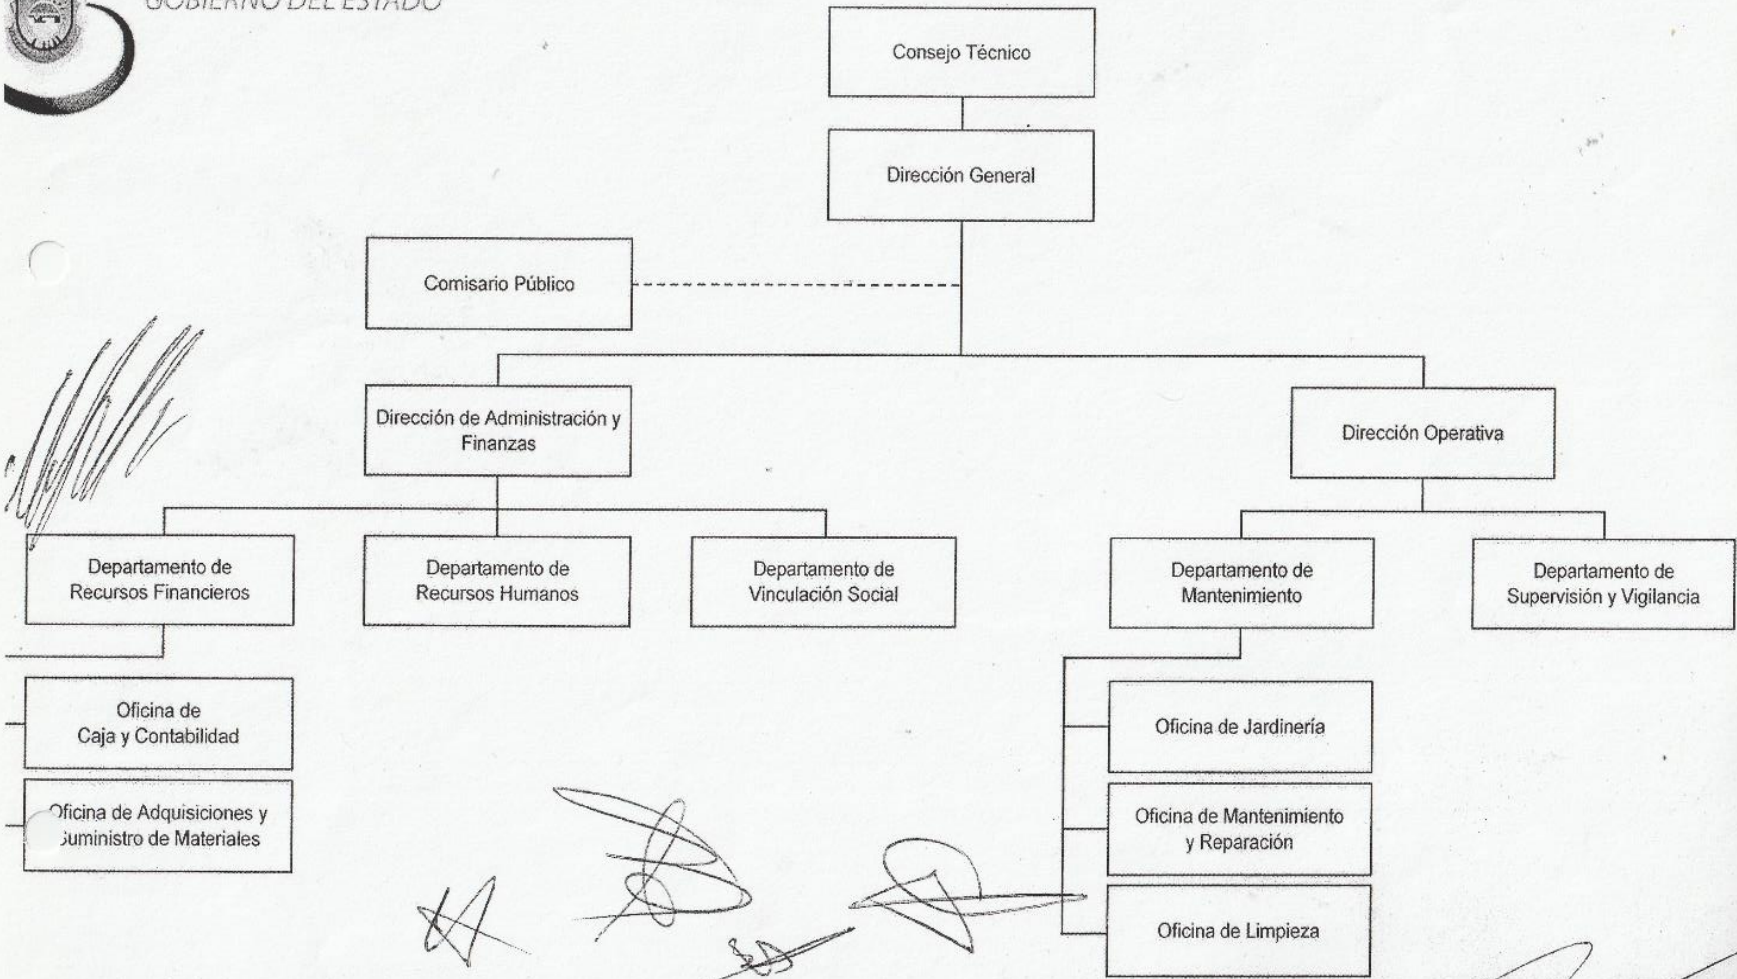 GOBIERNO DEL ESTADO
Consejo Técnico
Dirección General
Comisario Público
Dirección de Administración y
Finanzas
Dirección Operativa
Departamento de
Recursos Financieros
Departamento de
Recursos Humanos
Departamento de
Vinculación Social
Departamento de
Mantenimiento
Departamento de
Supervisión y Vigilancia
Oficina de
Caja y Contabilidad
Oficina de Adquisiciones y
Suministro de Materiales
Oficina de Jardinería
Oficina de Mantenimiento
y Reparación
Oficina de Limpieza